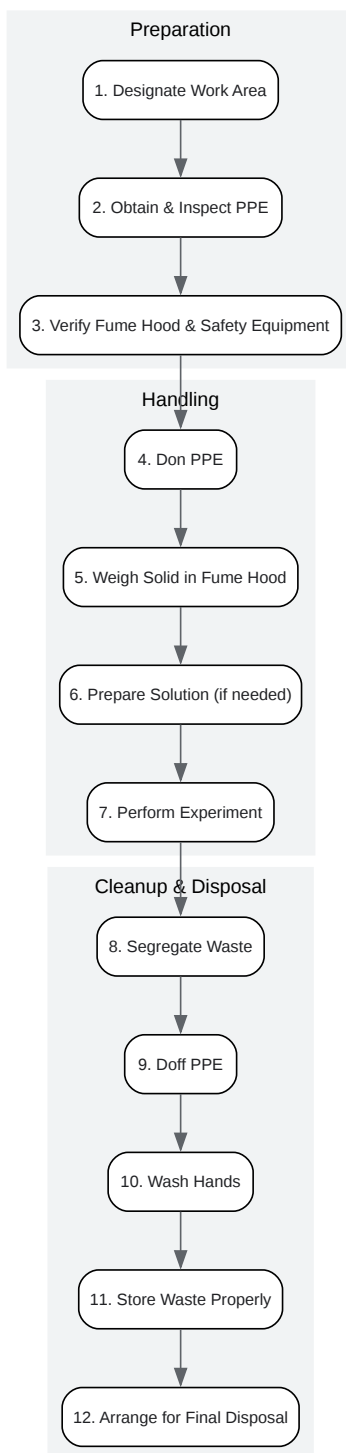 Preparation
1. Designate Work Area
2. Obtain & Inspect PPE
3. Verify Fume Hood & Safety Equipment
Handling
4. Don PPE
5. Weigh Solid in Fume Hood
6. Prepare Solution (if needed)
7. Perform Experiment
Cleanup & Disposal
8. Segregate Waste
9. Doff PPE
10. Wash Hands
11. Store Waste Properly
12. Arrange for Final Disposal